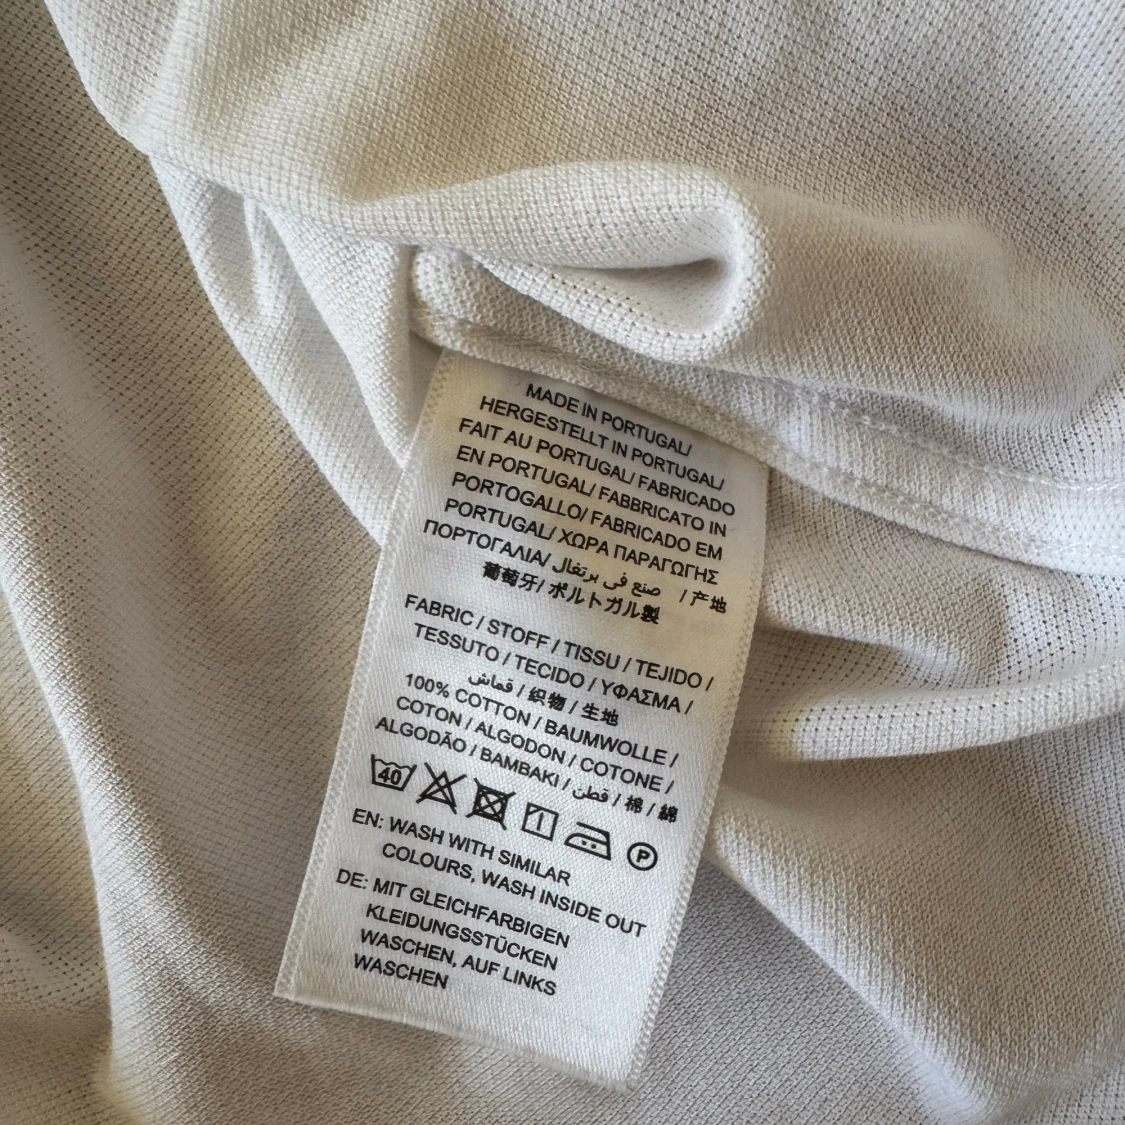 MADE IN PORTUGAL/
HERGESTELLT IN PORTUGAL/
FAIT AU PORTUGAL/ FABRICADO
EN PORTUGAL/ FABBRICATO IN
PORTOGALLO/ FABRICADO EM
PORTUGAL/ ΧΩΡΑ ΠΑΡΑΓΩΓΗΣ
ΠΟΡΤΟΓΑΛΙΑ/ صنع في برتغال / 产地
葡萄牙/ ポルトガル製
FABRIC / STOFF / TISSU / TEJIDO /
TESSUTO / TECIDO / ΥΦΑΣΜΑ /
قماش / 织物 / 生地
100% COTTON / BAUMWOLLE /
COTON / ALGODON / COTONE /
ALGODÃO / BAMBAKI / قطن / 棉 / 綿
40 P
EN: WASH WITH SIMILAR
COLOURS, WASH INSIDE OUT
DE: MIT GLEICHFARBIGEN
KLEIDUNGSSTÜCKEN
WASCHEN, AUF LINKS
WASCHEN